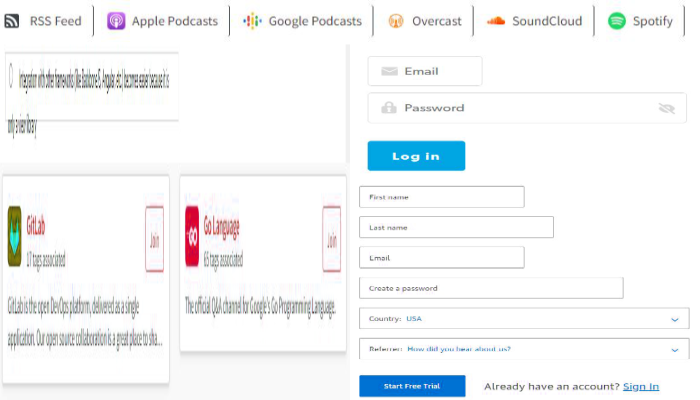 RSS Feed
Apple Podcasts
Google Podcasts
Overcast
SoundCloud
Spotify
Integration with other frameworks (like Backbone.S, Angular, etc.) becomes easier because it is
only a view library
Email
Password
Log in
GitLab
17 tags associated
Join
GitLab is the open DevOps platform, delivered as a single
application. Our open source collaboration is a great place to sha...
Go Language
65 tags associated
Join
The official Q&A channel for Google's Go Programming Language.
First name
Last name
Email
Create a password
Country: USA
Referrer: How did you hear about us?
Start Free Trial
Already have an account? Sign In